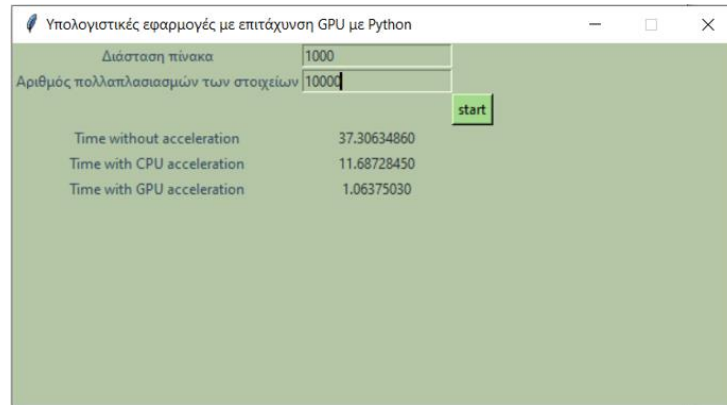 Υπολογιστικές εφαρμογές με επιτάχυνση GPU με Python
Διάσταση πίνακα 1000
Αριθμός πολλαπλασιασμών των στοιχείων 10000
start
Time without acceleration 37.30634860
Time with CPU acceleration 11.68728450
Time with GPU acceleration 1.06375030